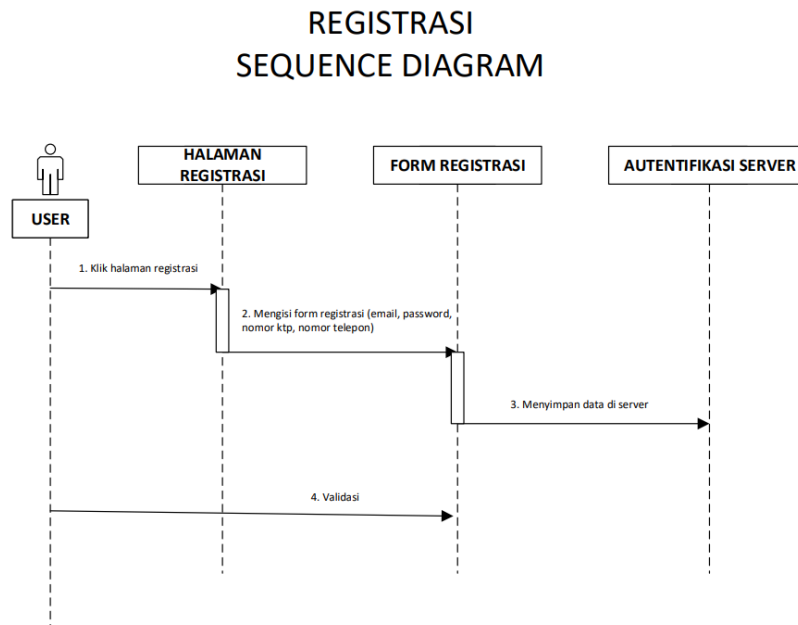 REGISTRASI
SEQUENCE DIAGRAM
HALAMAN
REGISTRASI
FORM REGISTRASI
AUTENTIFIKASI SERVER
USER
1. Klik halaman registrasi
2. Mengisi form registrasi (email, password,
nomor ktp, nomor telepon)
3. Menyimpan data di server
4. Validasi